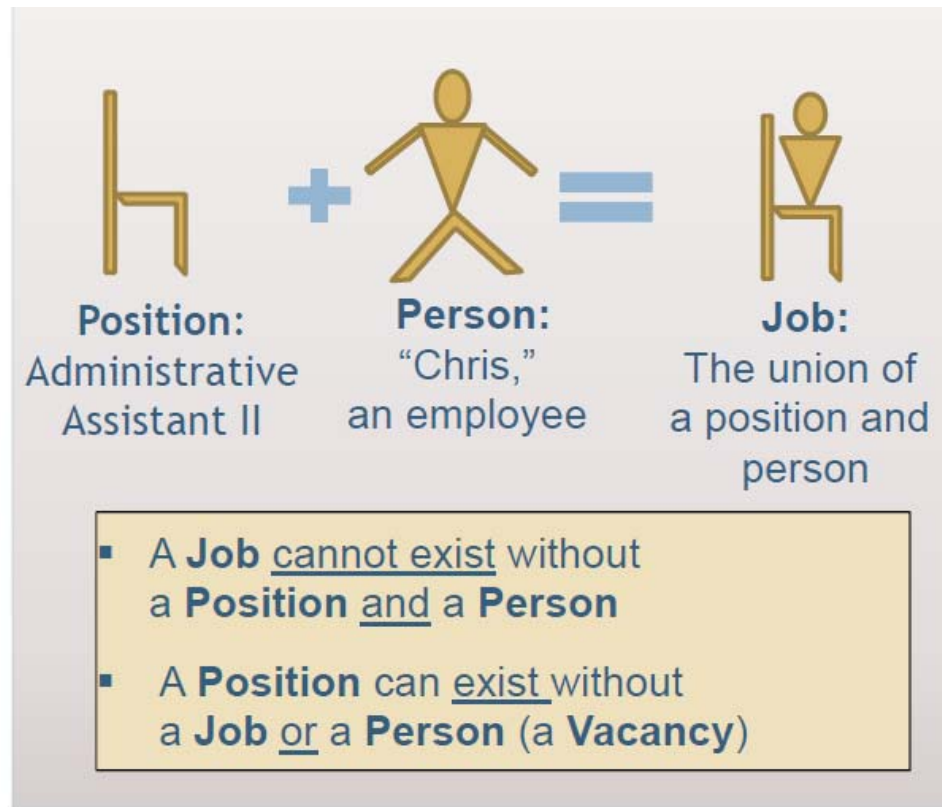 Position:
Administrative
Assistant II
Person:
“Chris,”
an employee
Job:
The union of
a position and
person
▪ A Job cannot exist without
a Position and a Person
▪ A Position can exist without
a Job or a Person (a Vacancy)